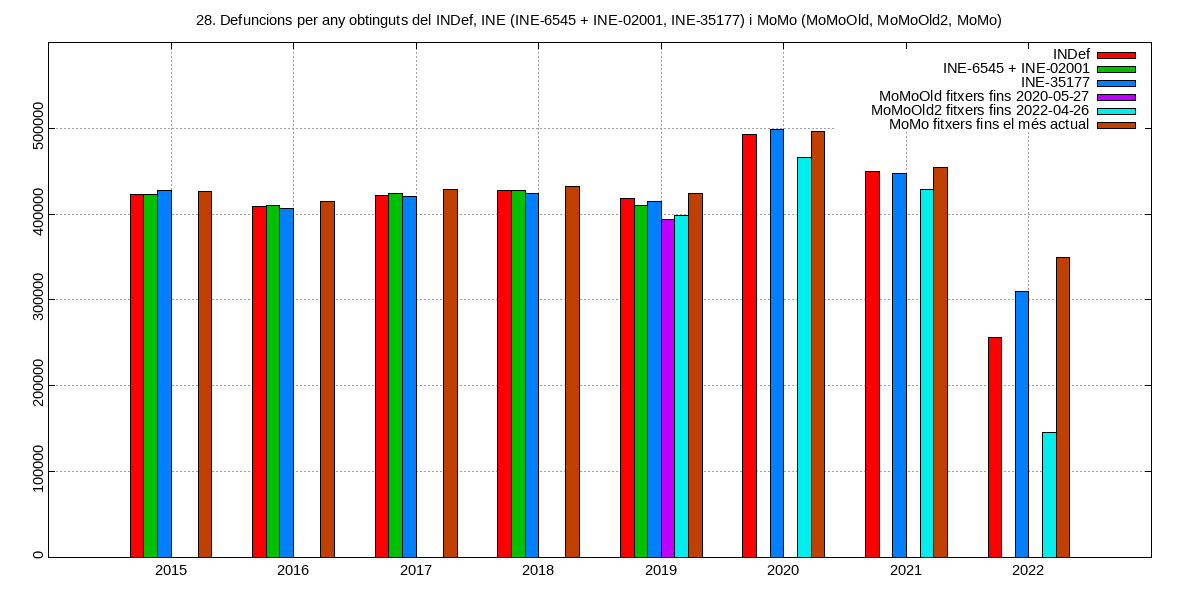 28. Defuncions per any obtinguts del INDef, INE (INE-6545 + INE-02001, INE-35177) i MoMo (MoMoOld, MoMoOld2, MoMo)
INDef
INE-6545 + INE-02001
INE-35177
MoMoOld fitxers fins 2020-05-27
MoMoOld2 fitxers fins 2022-04-26
MoMo fitxers fins el més actual
500000
400000
300000
200000
100000
0
2015 2016 2017 2018 2019 2020 2021 2022